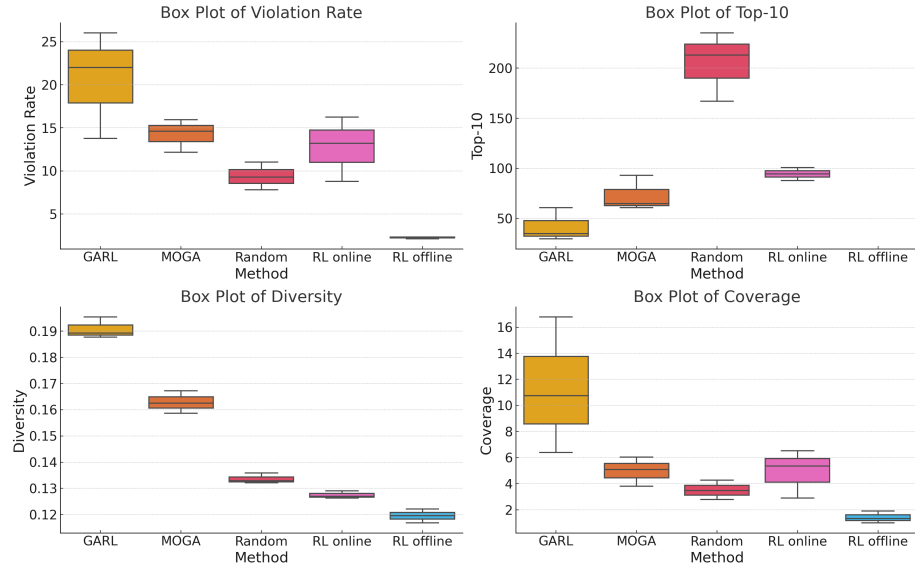 Box Plot of Violation Rate
Violation Rate
25
20
15
10
5
GARL MOGA Random RL online RL offline
Method
Box Plot of Top-10
Top-10
200
150
100
50
GARL MOGA Random RL online RL offline
Method
Box Plot of Diversity
Diversity
0.19
0.18
0.17
0.16
0.15
0.14
0.13
0.12
GARL MOGA Random RL online RL offline
Method
Box Plot of Coverage
Coverage
16
14
12
10
8
6
4
2
GARL MOGA Random RL online RL offline
Method